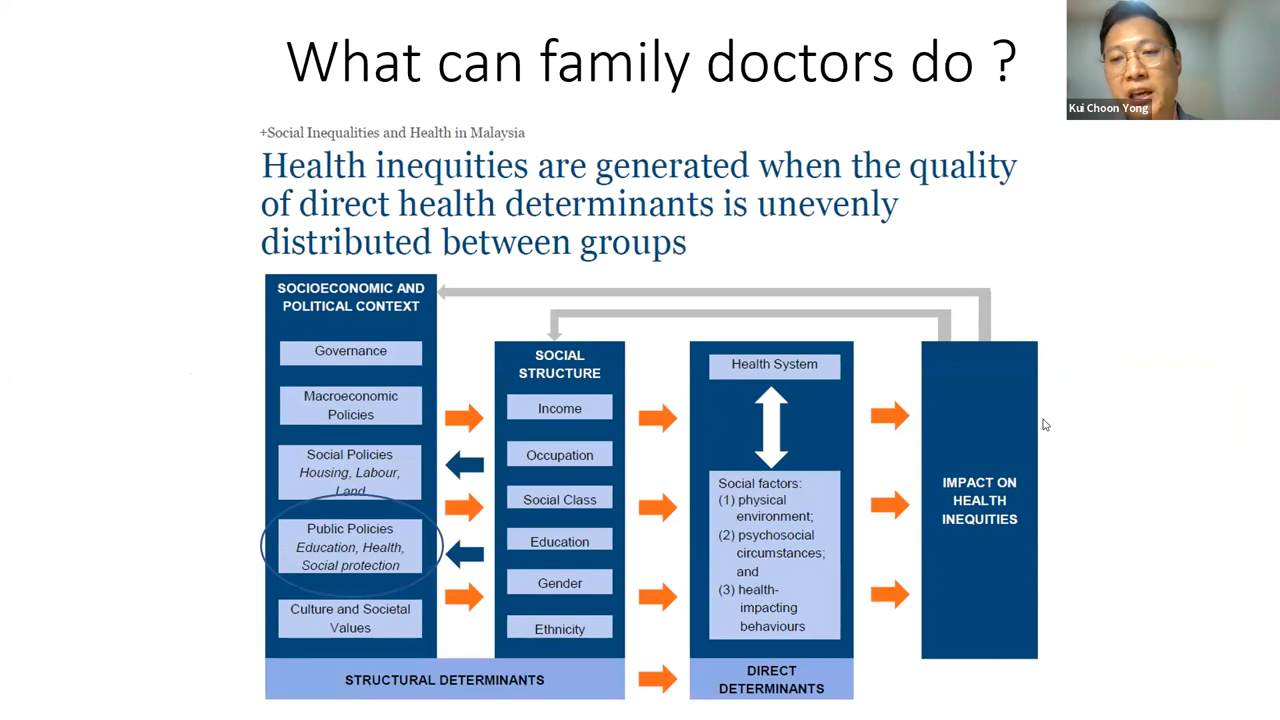 What can family doctors do ?
Kui Choon Yong
+Social Inequalities and Health in Malaysia
Health inequities are generated when the quality
of direct health determinants is unevenly
distributed between groups
SOCIOECONOMIC AND
POLITICAL CONTEXT
Governance
Macroeconomic
Policies
Social Policies
Housing, Labour,
Land
Public Policies
Education, Health,
Social protection
Culture and Societal
Values
SOCIAL
STRUCTURE
Income
Occupation
Social Class
Education
Gender
Ethnicity
STRUCTURAL DETERMINANTS
Health System
Social factors:
(1) physical
environment;
(2) psychosocial
circumstances;
and
(3) health-
impacting
behaviours
DIRECT
DETERMINANTS
IMPACT ON
HEALTH
INEQUITIES